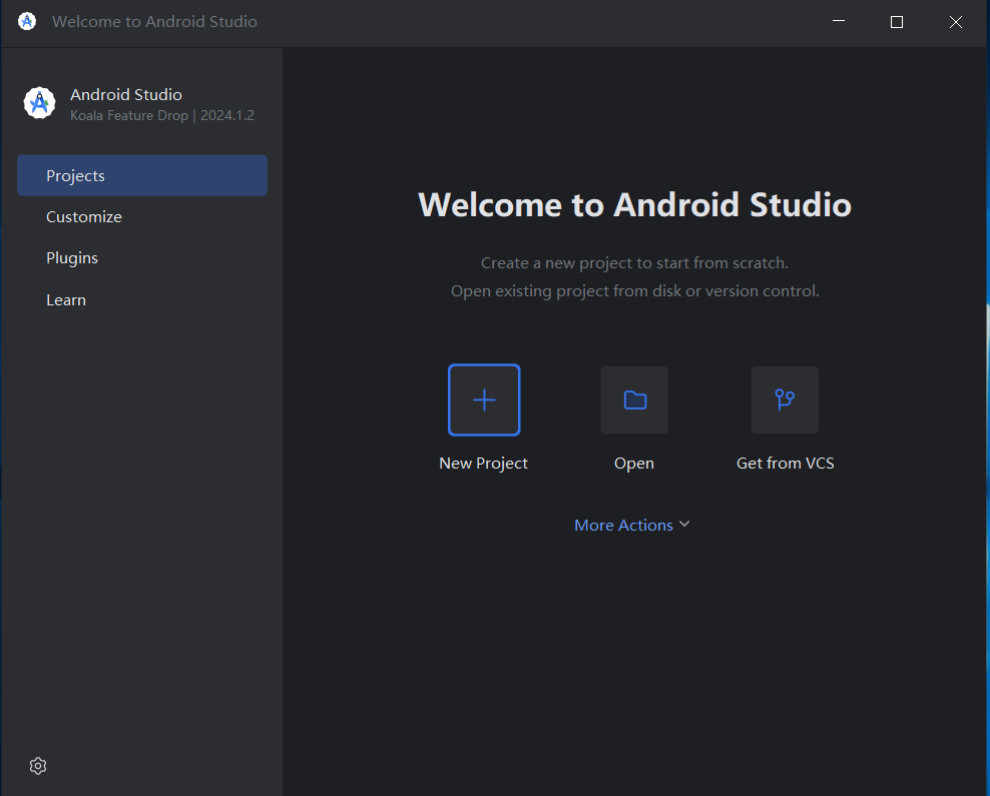 Welcome to Android Studio
Android Studio
Koala Feature Drop | 2024.1.2
Projects
Customize
Plugins
Learn
Welcome to Android Studio
Create a new project to start from scratch.
Open existing project from disk or version control.
New Project
Open
Get from VCS
More Actions